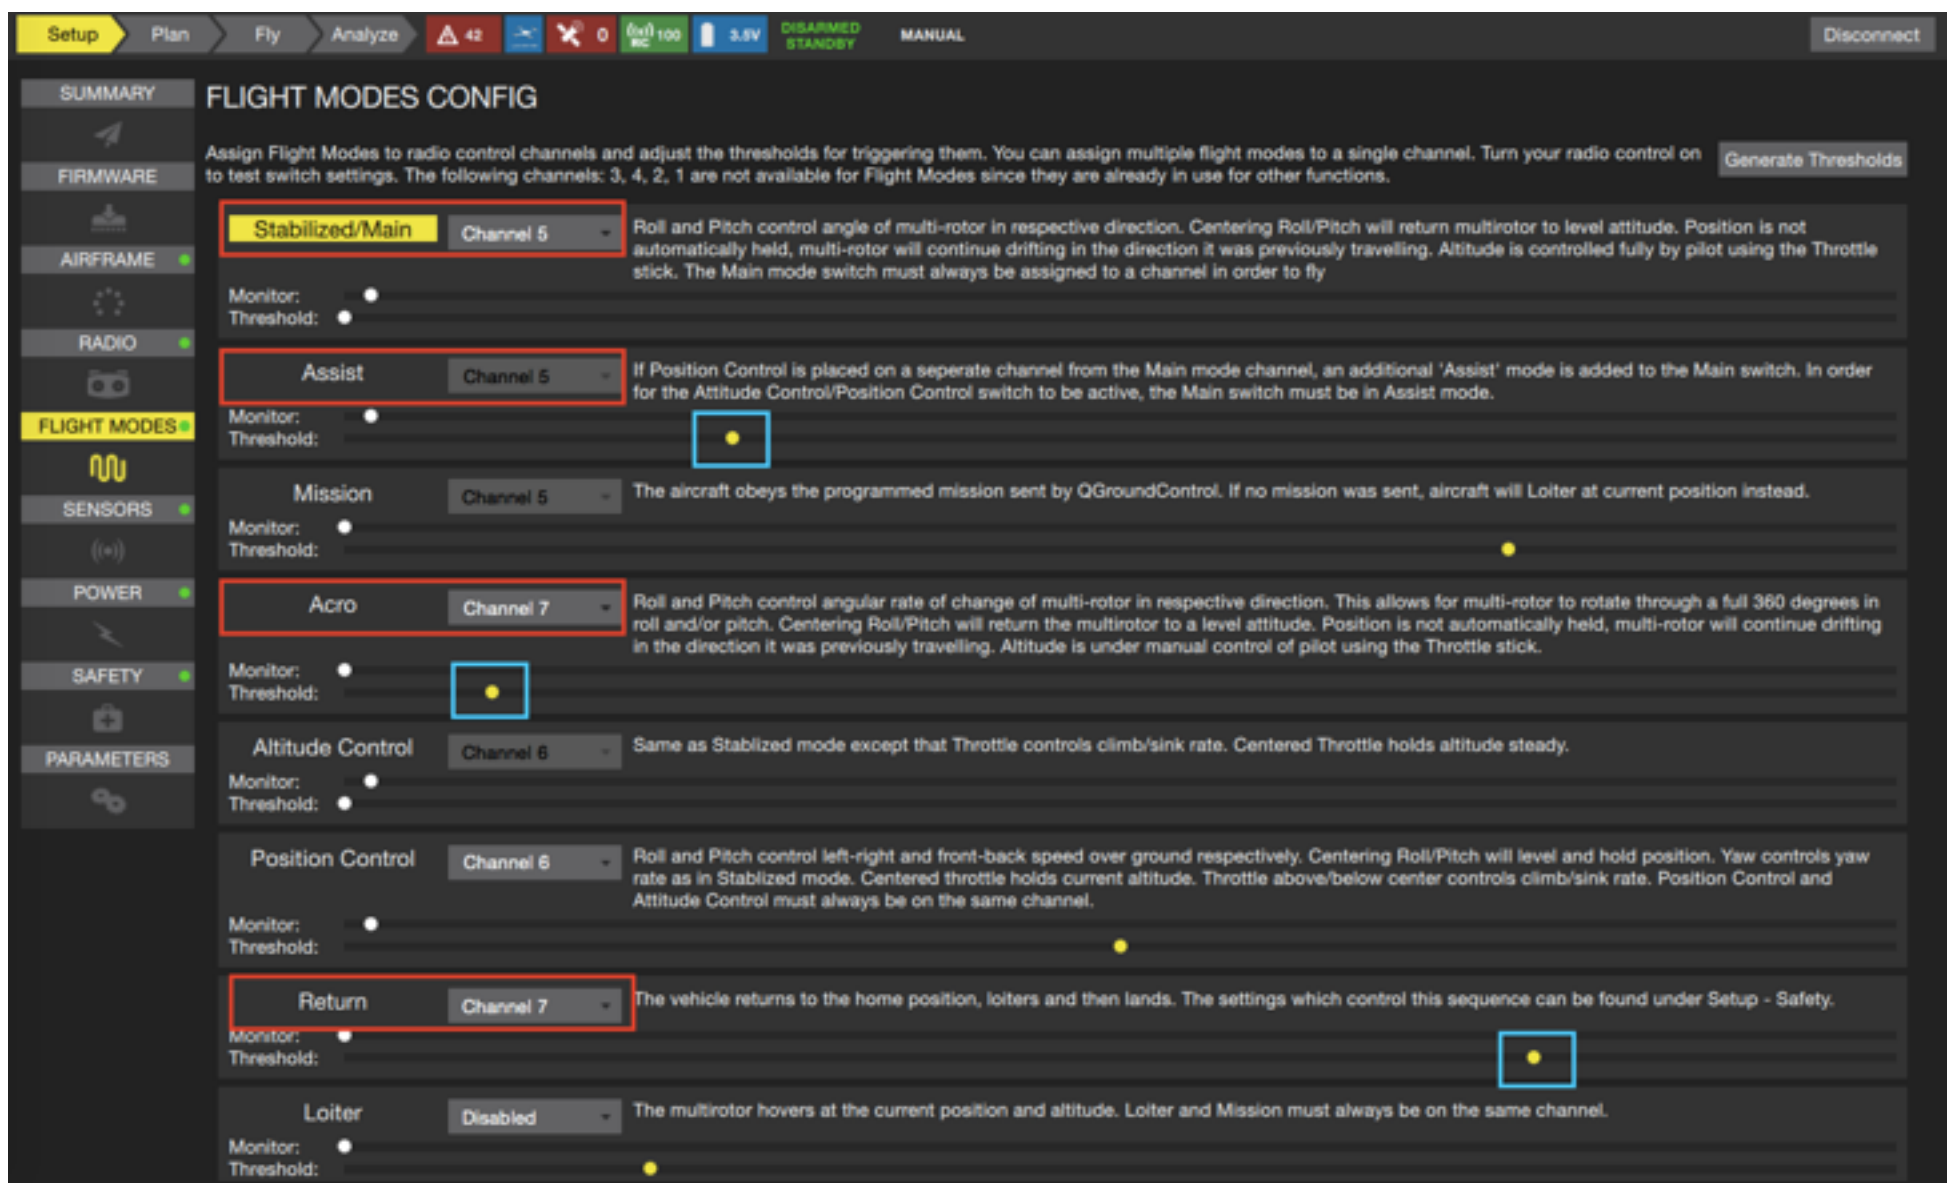 Setup Plan Fly Analyze 42 0 RC 100 3.5V DISARMED STANDBY MANUAL Disconnect
SUMMARY
FIRMWARE
AIRFRAME
RADIO
FLIGHT MODES
SENSORS
POWER
SAFETY
PARAMETERS
FLIGHT MODES CONFIG
Assign Flight Modes to radio control channels and adjust the thresholds for triggering them. You can assign multiple flight modes to a single channel. Turn your radio control on
to test switch settings. The following channels: 3, 4, 2, 1 are not available for Flight Modes since they are already in use for other functions.
Generate Thresholds
Stabilized/Main Channel 5
Roll and Pitch control angle of multi-rotor in respective direction. Centering Roll/Pitch will return multirotor to level attitude. Position is not
automatically held, multi-rotor will continue drifting in the direction it was previously travelling. Altitude is controlled fully by pilot using the Throttle
stick. The Main mode switch must always be assigned to a channel in order to fly
Monitor:
Threshold:
Assist Channel 5
If Position Control is placed on a seperate channel from the Main mode channel, an additional 'Assist' mode is added to the Main switch. In order
for the Attitude Control/Position Control switch to be active, the Main switch must be in Assist mode.
Monitor:
Threshold:
Mission Channel 5
The aircraft obeys the programmed mission sent by QGroundControl. If no mission was sent, aircraft will Loiter at current position instead.
Monitor:
Threshold:
Acro Channel 7
Roll and Pitch control angular rate of change of multi-rotor in respective direction. This allows for multi-rotor to rotate through a full 360 degrees in
roll and/or pitch. Centering Roll/Pitch will return the multirotor to a level attitude. Position is not automatically held, multi-rotor will continue drifting
in the direction it was previously travelling. Altitude is under manual control of pilot using the Throttle stick.
Monitor:
Threshold:
Altitude Control Channel 6
Same as Stablized mode except that Throttle controls climb/sink rate. Centered Throttle holds altitude steady.
Monitor:
Threshold:
Position Control Channel 6
Roll and Pitch control left-right and front-back speed over ground respectively. Centering Roll/Pitch will level and hold position. Yaw controls yaw
rate as in Stablized mode. Centered throttle holds current altitude. Throttle above/below center controls climb/sink rate. Position Control and
Attitude Control must always be on the same channel.
Monitor:
Threshold:
Return Channel 7
The vehicle returns to the home position, loiters and then lands. The settings which control this sequence can be found under Setup - Safety.
Monitor:
Threshold:
Loiter Disabled
The multirotor hovers at the current position and altitude. Loiter and Mission must always be on the same channel.
Monitor:
Threshold: